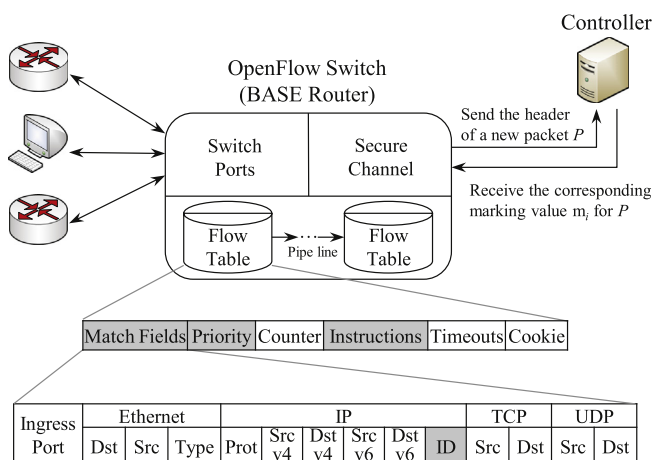 Controller
OpenFlow Switch
(BASE Router)
Send the header
of a new packet P
Switch
Ports
Secure
Channel
Receive the corresponding
marking value mi for P
Flow
Table
Pipe line
Flow
Table
Match Fields Priority Counter Instructions Timeouts Cookie
Ingress
Port
Ethernet IP TCP UDP
Dst Src Type Prot Src v4 Dst v4 Src v6 Dst v6 ID Src Dst Src Dst